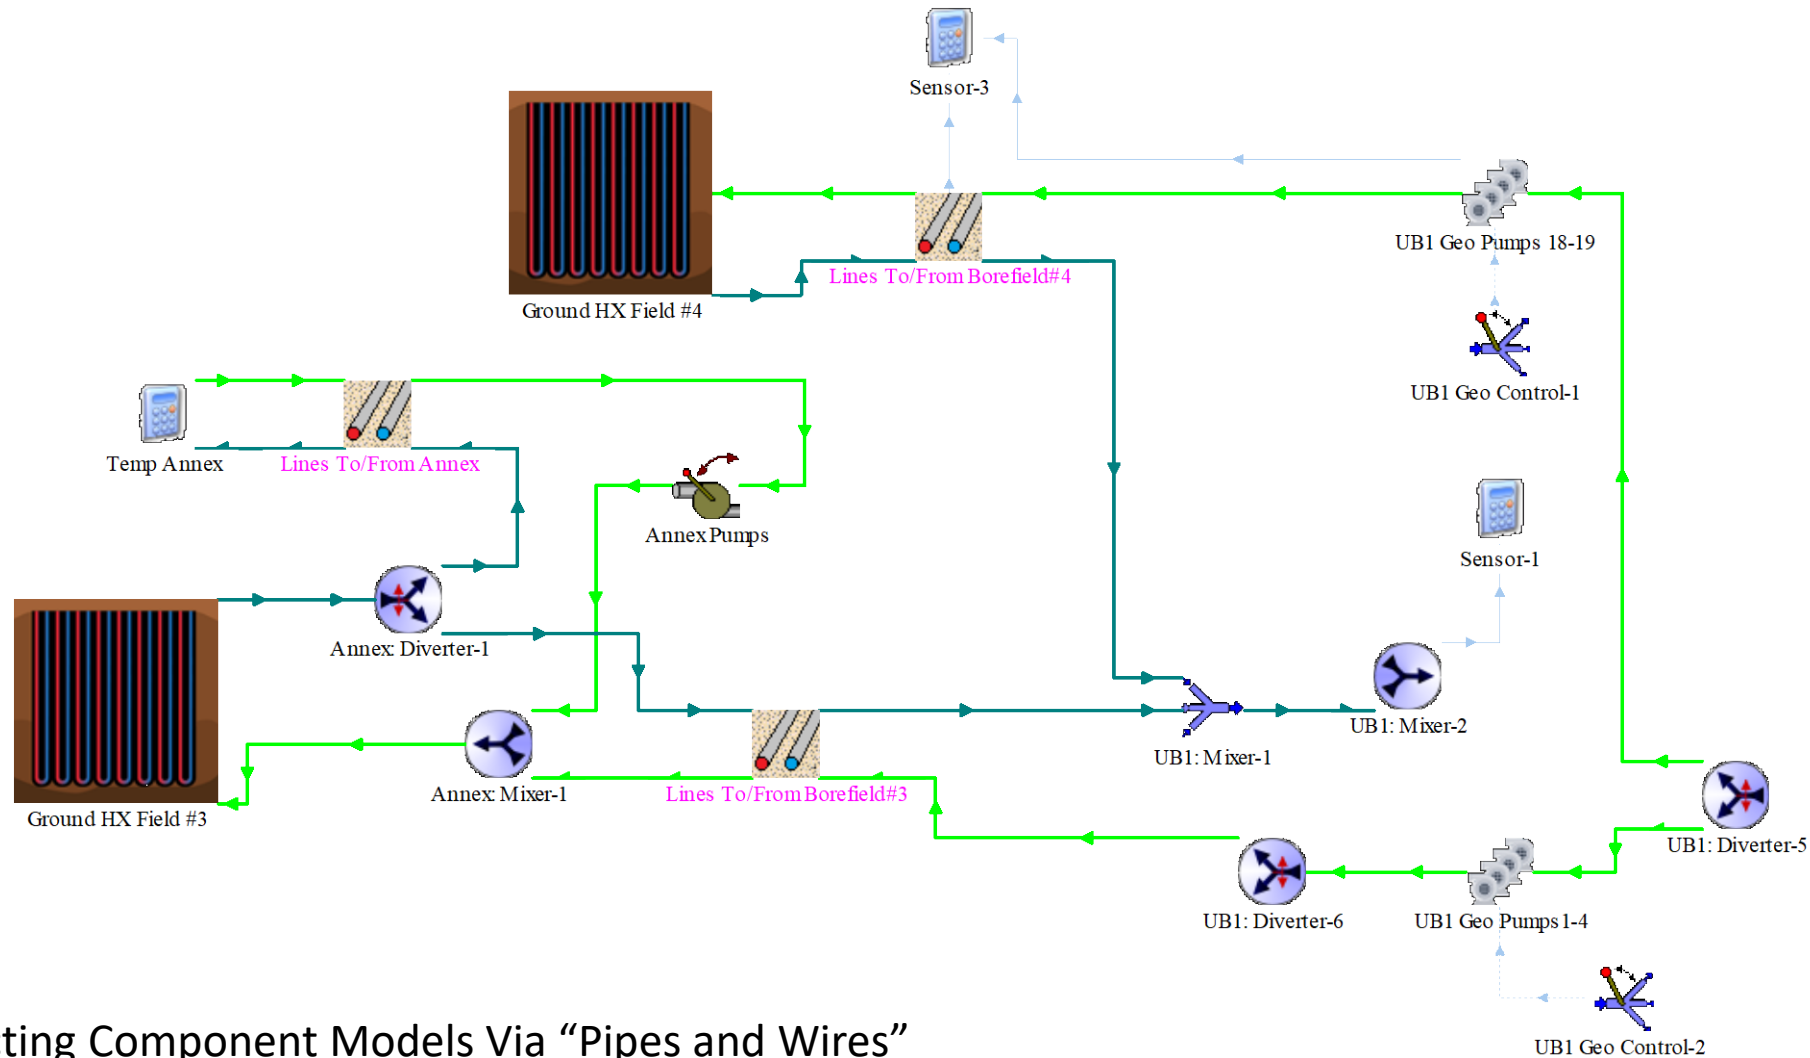 Sensor-3
UB1 Geo Pumps 18-19
Lines To/From Borefield#4
Ground HX Field #4
UB1 Geo Control-1
Temp Annex
Lines To/From Annex
Annex Pumps
Sensor-1
Annex: Diverter-1
UB1: Mixer-2
UB1: Mixer-1
Annex: Mixer-1
Lines To/From Borefield#3
Ground HX Field #3
UB1: Diverter-5
UB1: Diverter-6
UB1 Geo Pumps1-4
Component Models Via “Pipes and Wires”
UB1 Geo Control-2